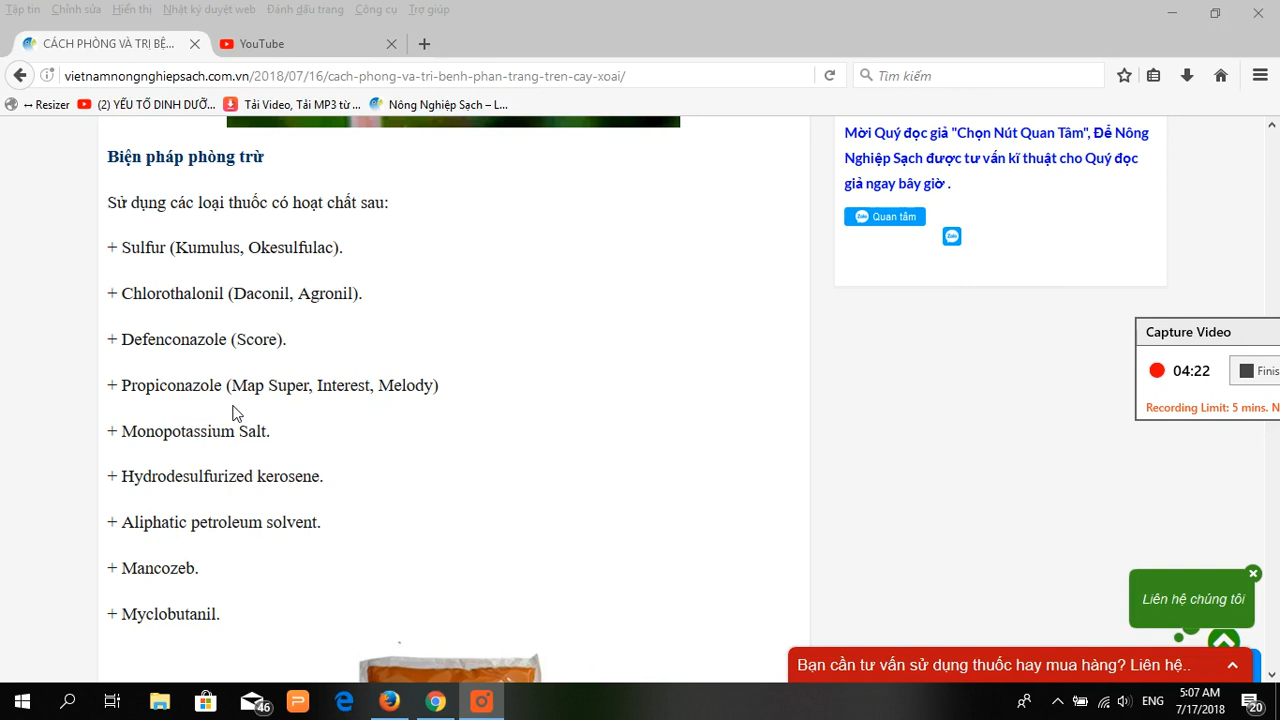 Tập tin Chỉnh sửa Hiển thị Nhật ký duyệt web Đánh dấu trang Công cụ Trợ giúp
CÁCH PHÒNG VÀ TRỊ BỆ... YouTube
vietnamnongnghiepsach.com.vn/2018/07/16/cach-phong-va-tri-benh-phan-trang-tren-cay-xoai/ Tìm kiếm
↔ Resizer (2) YẾU TỐ DINH DƯỠ... Tải Video, Tải MP3 từ ... Nông Nghiệp Sạch – L...
Biện pháp phòng trừ
Sử dụng các loại thuốc có hoạt chất sau:
+ Sulfur (Kumulus, Okesulfulac).
+ Chlorothalonil (Daconil, Agronil).
+ Defenconazole (Score).
+ Propiconazole (Map Super, Interest, Melody)
+ Monopotassium Salt.
+ Hydrodesulfurized kerosene.
+ Aliphatic petroleum solvent.
+ Mancozeb.
+ Myclobutanil.
Mời Quý đọc giả "Chọn Nút Quan Tâm", Để Nông
Nghiệp Sạch được tư vấn kĩ thuật cho Quý đọc
giả ngay bây giờ .
Zalo Quan tâm
Zalo
Capture Video
04:22 Finis
Recording Limit: 5 mins. N
Liên hệ chúng tôi
Bạn cần tư vấn sử dụng thuốc hay mua hàng? Liên hệ..
46 ENG 5:07 AM
7/17/2018 20